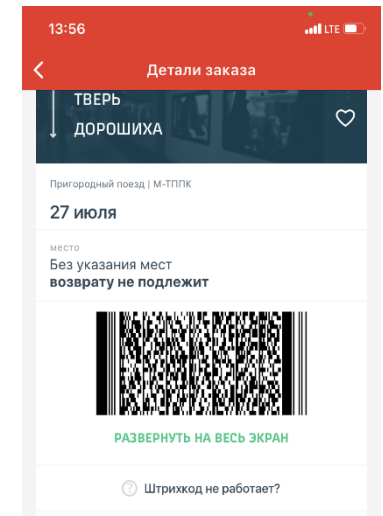 13:56
LTE
Детали заказа
ТВЕРЬ
ДОРОШИХА
Пригородный поезд | М-ТППК
27 июля
место
Без указания мест
возврату не подлежит
РАЗВЕРНУТЬ НА ВЕСЬ ЭКРАН
? Штрихкод не работает?